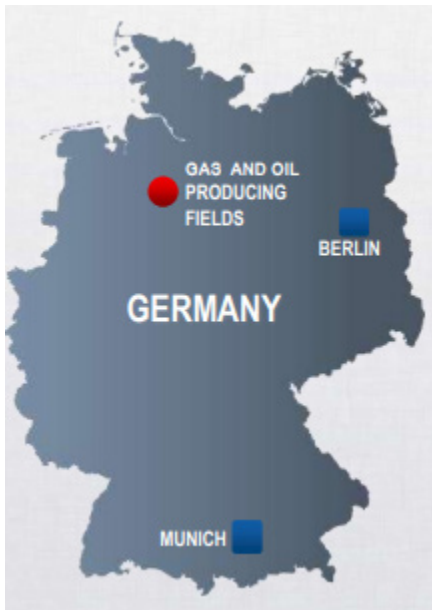 GAS AND OIL
PRODUCING
FIELDS
BERLIN
GERMANY
MUNICH